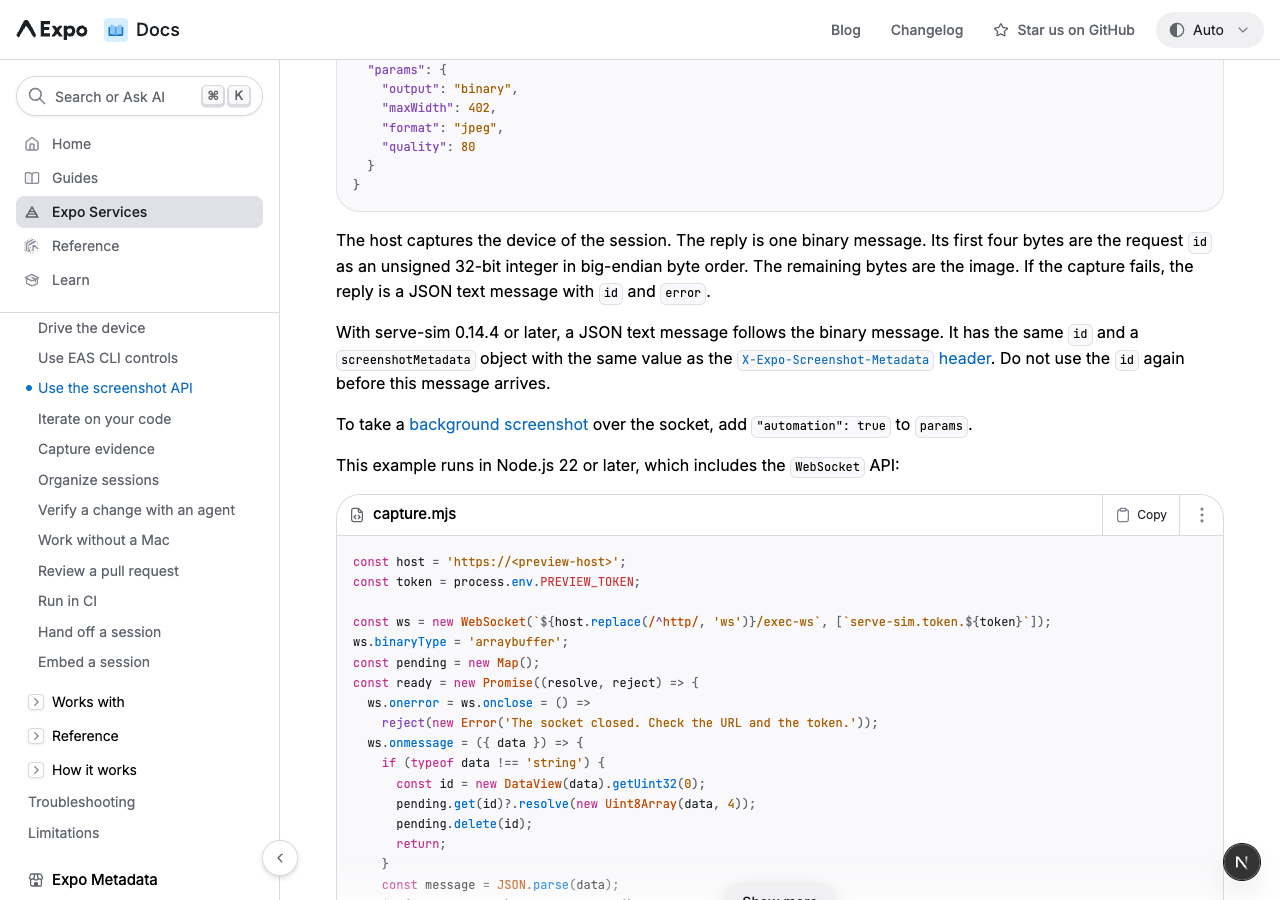 Expo
Docs
Blog
Changelog
Star us on GitHub
Auto
Search or Ask AI
⌘ K
Home
Guides
Expo Services
Reference
Learn
Drive the device
Use EAS CLI controls
Use the screenshot API
Iterate on your code
Capture evidence
Organize sessions
Verify a change with an agent
Work without a Mac
Review a pull request
Run in CI
Hand off a session
Embed a session
Works with
Reference
How it works
Troubleshooting
Limitations
Expo Metadata
"params": {
"output": "binary",
"maxWidth": 402,
"format": "jpeg",
"quality": 80
}
}
The host captures the device of the session. The reply is one binary message. Its first four bytes are the request id
as an unsigned 32-bit integer in big-endian byte order. The remaining bytes are the image. If the capture fails, the
reply is a JSON text message with id and error.
With serve-sim 0.14.4 or later, a JSON text message follows the binary message. It has the same id and a
screenshotMetadata object with the same value as the X-Expo-Screenshot-Metadata header. Do not use the id again
before this message arrives.
To take a background screenshot over the socket, add "automation": true to params.
This example runs in Node.js 22 or later, which includes the WebSocket API:
capture.mjs
Copy
const host = 'https://<preview-host>';
const token = process.env.PREVIEW_TOKEN;
const ws = new WebSocket(`${host.replace(/^http/, 'ws')}/exec-ws`, [`serve-sim.token.${token}`]);
ws.binaryType = 'arraybuffer';
const pending = new Map();
const ready = new Promise((resolve, reject) => {
ws.onerror = ws.onclose = () =>
reject(new Error('The socket closed. Check the URL and the token.'));
ws.onmessage = ({ data }) => {
if (typeof data !== 'string') {
const id = new DataView(data).getUint32(0);
pending.get(id)?.resolve(new Uint8Array(data, 4));
pending.delete(id);
return;
}
const message = JSON.parse(data);
Show more
N